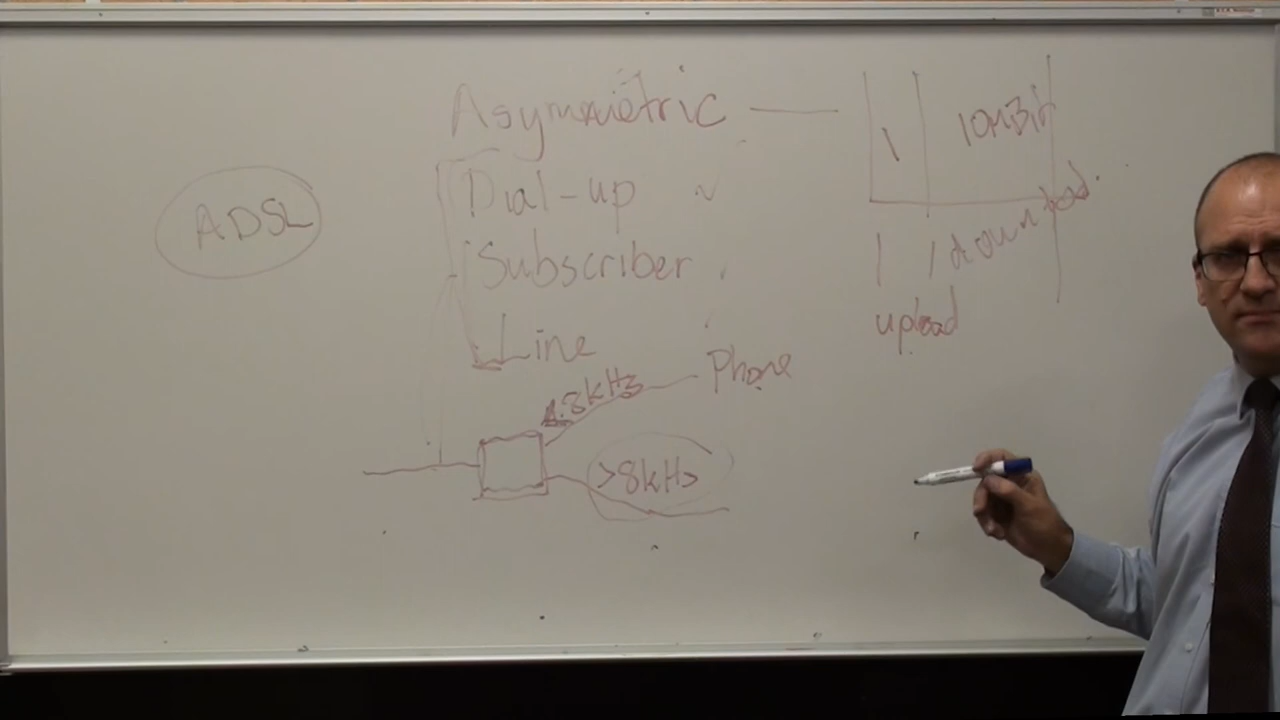 Asymmetric
1 10MBit
Dial-up
ADSL
Subscriber
download
upload
Line
Phone
>8kHz